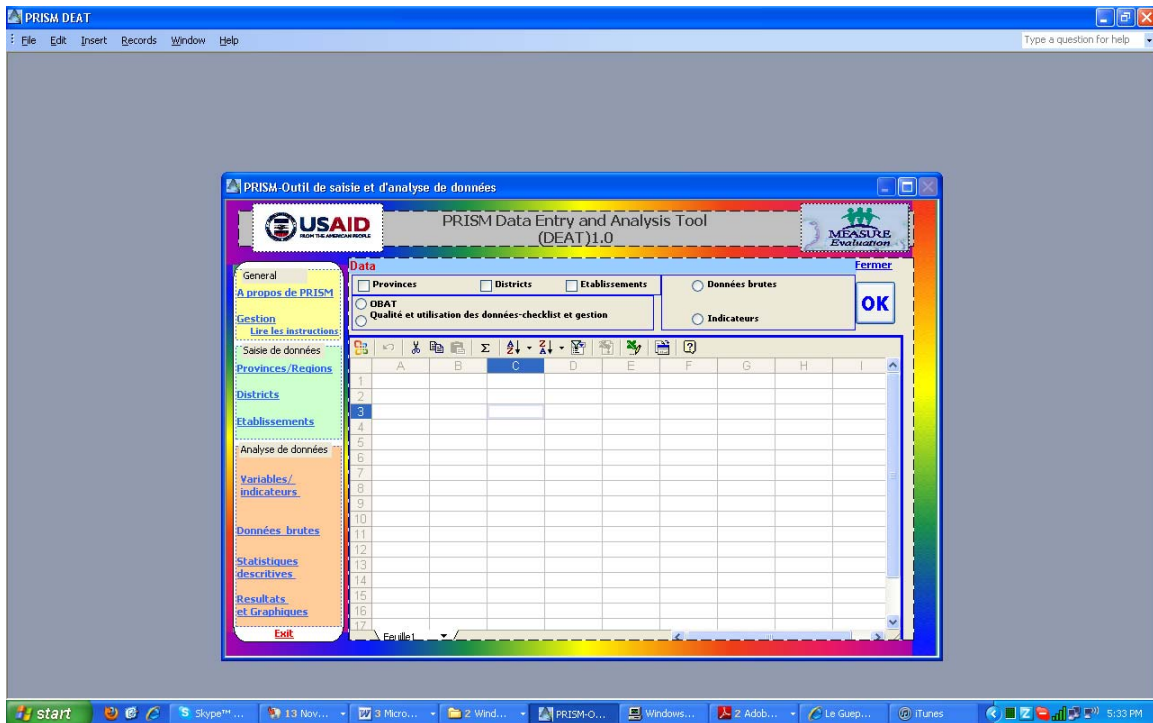 PRISM DEAT
File Edit Insert Records Window Help
Type a question for help
PRISM-Outil de saisie et d'analyse de données
USAID
FROM THE AMERICAN PEOPLE
PRISM Data Entry and Analysis Tool
(DEAT)1.0
MEASURE
Evaluation
General
A propos de PRISM
Gestion
Lire les instructions
Saisie de données
Provinces/Regions
Districts
Etablissements
Analyse de données
Variables/
indicateurs
Données brutes
Statistiques
descriptives
Resultats
et Graphiques
Exit
Data
Fermer
Provinces Districts Etablissements
Données brutes
OBAT
Qualité et utilisation des données-checklist et gestion
Indicateurs
OK
A B C D E F G H I
1
2
3
4
5
6
7
8
9
10
11
12
13
14
15
16
17
Feuille1
start Skype™ ... 13 Nov... 3 Micro... 2 Wind... PRISM-O... Windows... 2 Adob... Le Guep... iTunes 5:33 PM